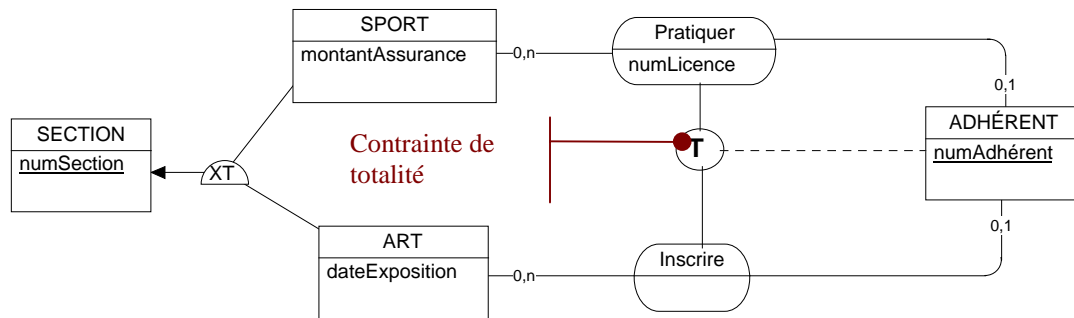 SPORT
montantAssurance
0,n
Pratiquer
numLicence
0,1
SECTION
numSection
XT
Contrainte de
totalité
T
ADHÉRENT
numAdhérent
0,1
ART
dateExposition
0,n
Inscrire